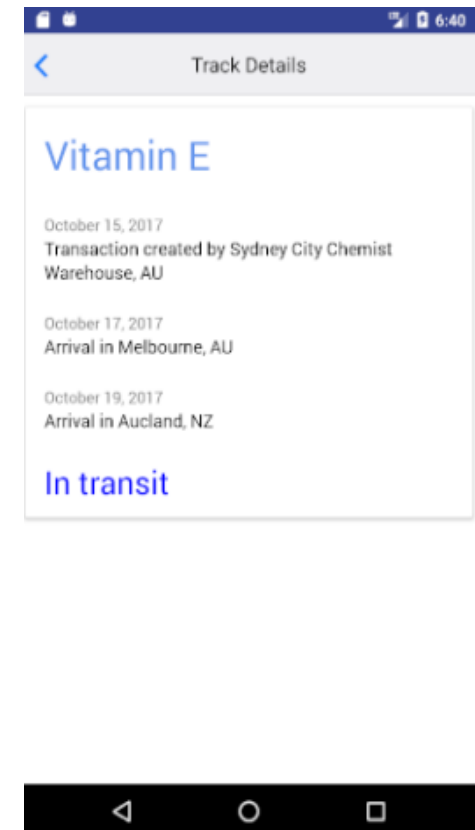 6:40
Track Details
Vitamin E
October 15, 2017
Transaction created by Sydney City Chemist
Warehouse, AU
October 17, 2017
Arrival in Melbourne, AU
October 19, 2017
Arrival in Aucland, NZ
In transit